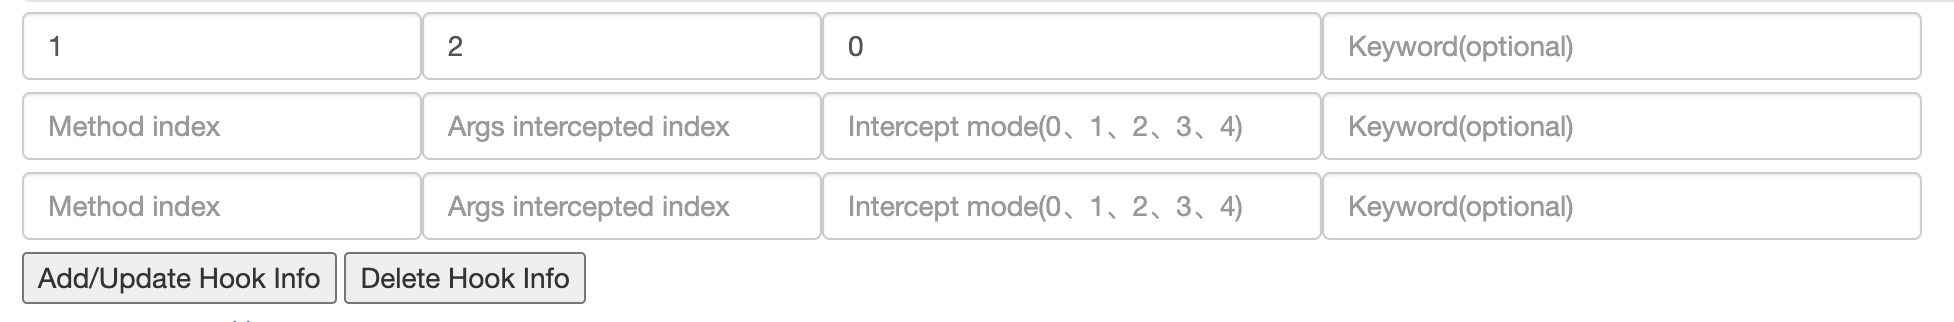 1 2 0 Keyword(optional)
Method index Args intercepted index Intercept mode(0、1、2、3、4) Keyword(optional)
Method index Args intercepted index Intercept mode(0、1、2、3、4) Keyword(optional)
Add/Update Hook Info Delete Hook Info